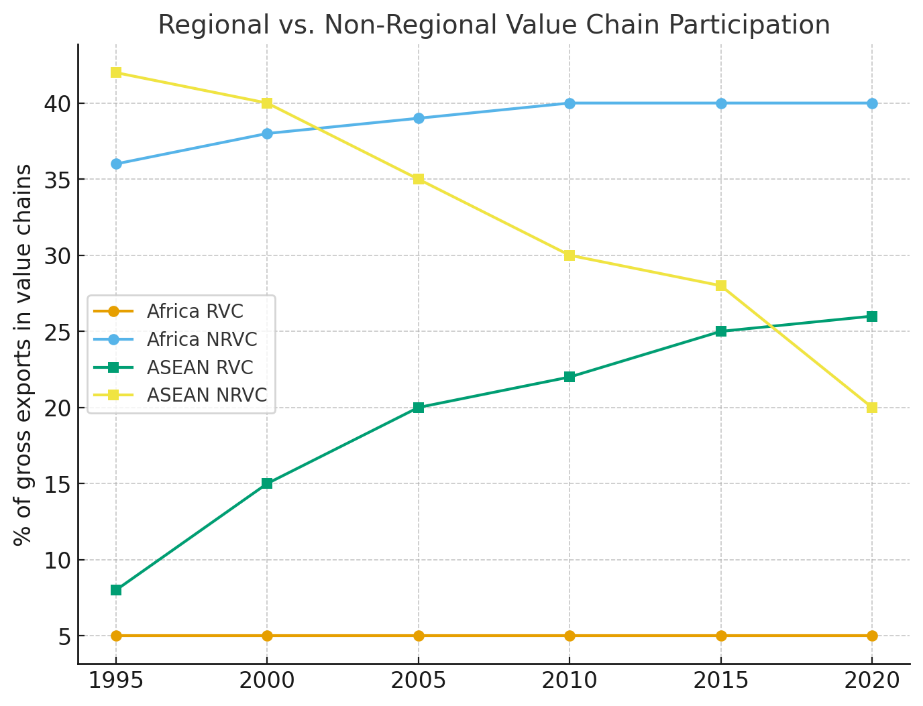 Regional vs. Non-Regional Value Chain Participation
% of gross exports in value chains
40
35
30
25
20
15
10
5
Africa RVC
Africa NRVC
ASEAN RVC
ASEAN NRVC
1995 2000 2005 2010 2015 2020